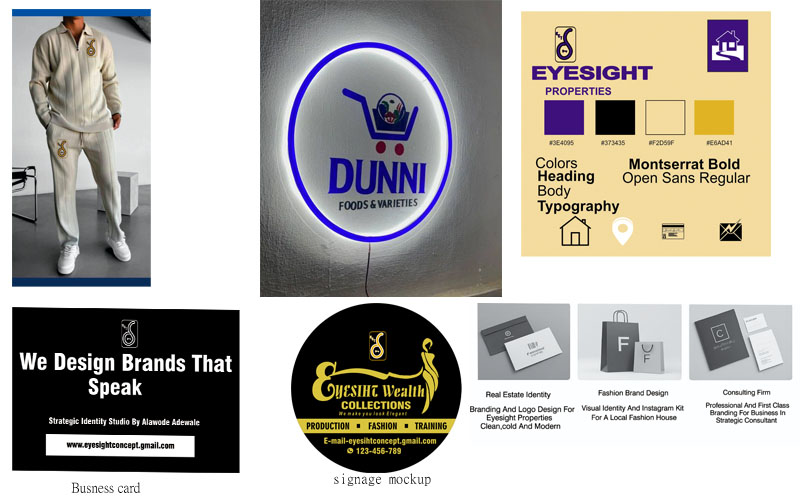 DUNNI
FOODS & VARIETIES
EYESIGHT
PROPERTIES
#3E4095
#373435
#F2D59F
#E6AD41
Colors
Heading
Body
Typography
Montserrat Bold
Open Sans Regular
We Design Brands That
Speak
Strategic Identity Studio By Alawode Adewale
www.eyesightconcept.gmail.com
Busness card
EYESIHT Wealth
COLLECTIONS
We make you look Elegant
PRODUCTION ▪ FASHION ▪ TRAINING
E-mail-eyesihtconcept.gmail.com
123-456-789
signage mockup
F
F
C
Real Estate Identity
Branding And Logo Design For
Eyesight Properties
Clean,cold And Modern
Fashion Brand Design
Visual Identity And Instagram Kit
For A Local Fashion House
Consulting Firm
Professional And First Class
Branding For Business In
Strategic Consultant